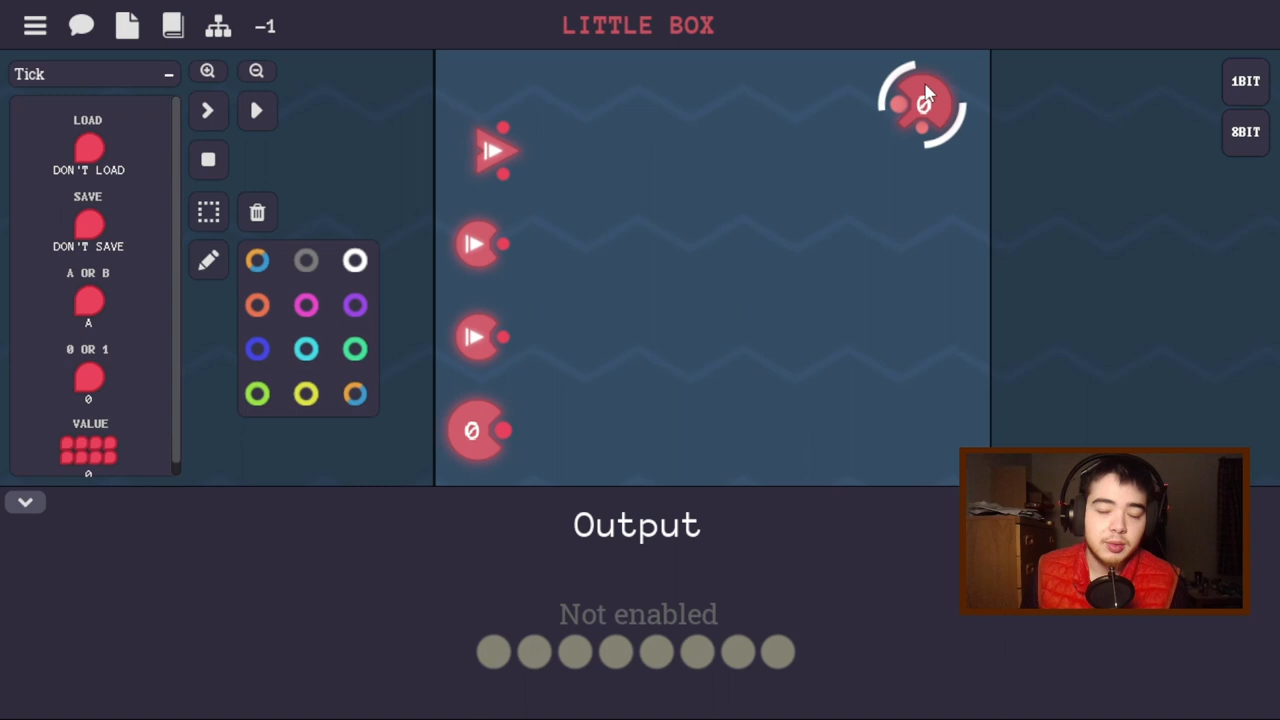 −1
LITTLE BOX
Tick
LOAD
DON'T LOAD
SAVE
DON'T SAVE
A OR B
A
0 OR 1
0
VALUE
0
0
0
1BIT
8BIT
Output
Not enabled